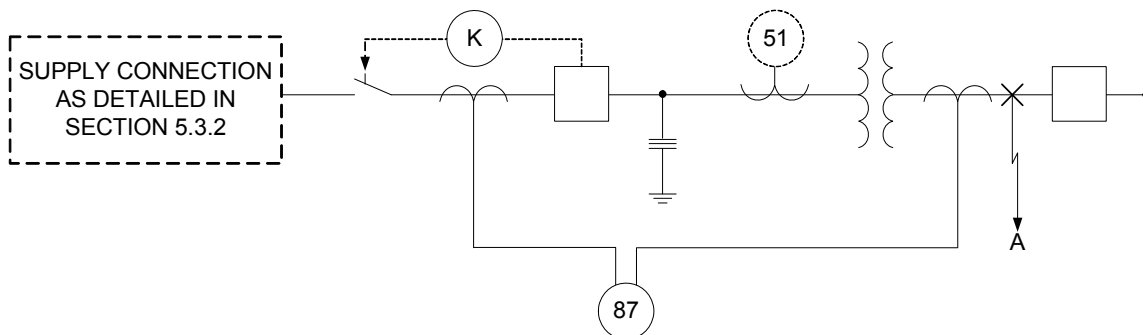 K
51
SUPPLY CONNECTION
AS DETAILED IN
SECTION 5.3.2
A
87